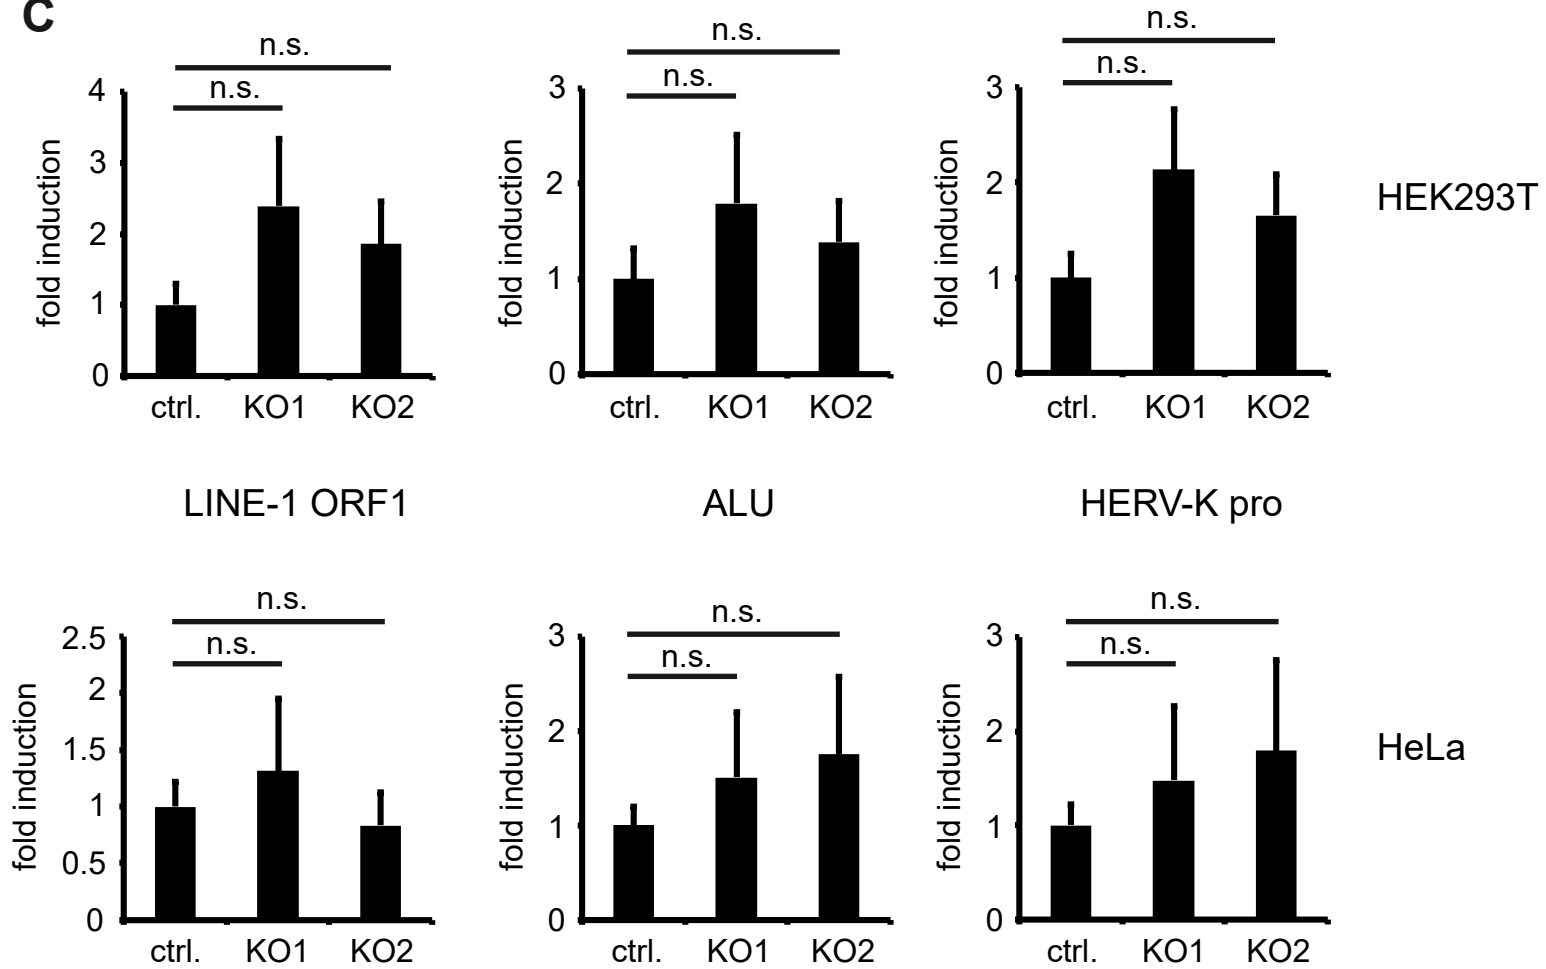 C
n.s.
n.s.
4
3
2
1
0
fold induction
ctrl. KO1 KO2
n.s.
n.s.
3
2
1
0
fold induction
ctrl. KO1 KO2
n.s.
n.s.
3
2
1
0
fold induction
ctrl. KO1 KO2
HEK293T
LINE-1 ORF1
ALU
HERV-K pro
n.s.
n.s.
2.5
2
1.5
1
0.5
0
fold induction
ctrl. KO1 KO2
n.s.
n.s.
3
2
1
0
fold induction
ctrl. KO1 KO2
n.s.
n.s.
3
2
1
0
fold induction
ctrl. KO1 KO2
HeLa